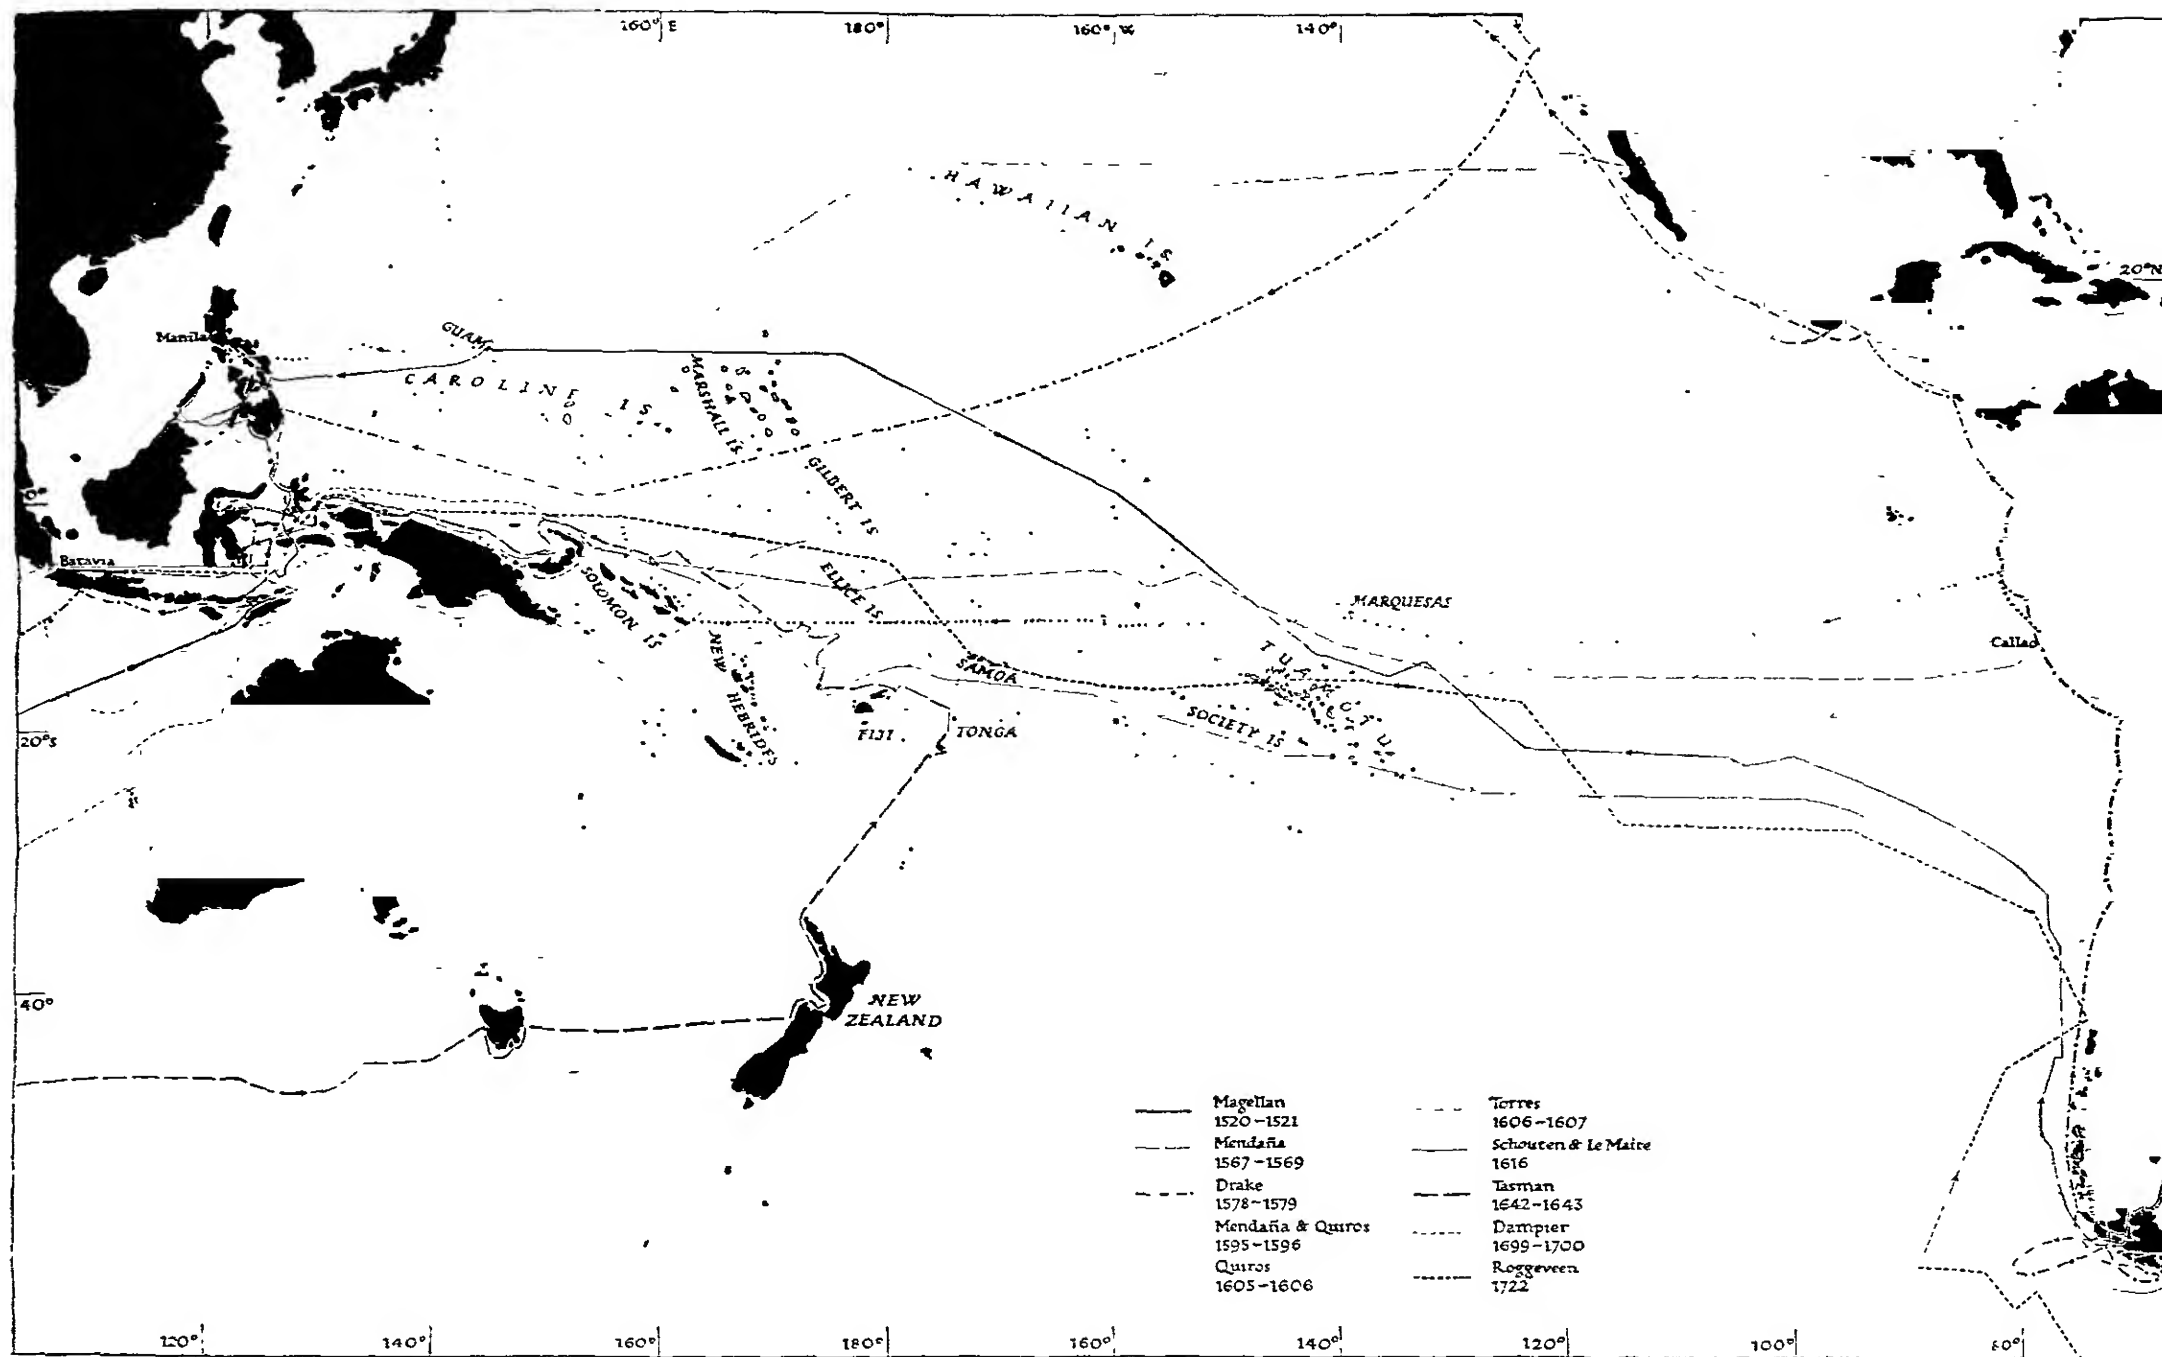 160° E
180°
160° W
140°
HAWAIIAN IS.
20° N
Manila
GUAM
CAROLINE IS.
MARSHALL IS.
GILBERT IS
0°
Batavia
SOLOMON IS
ELLICE IS
MARQUESAS
Callao
NEW HEBRIDES
SAMOA
TUAMOTU
SOCIETY IS
20° S
FIJI
TONGA
40°
NEW
ZEALAND
Magellan
1520–1521
Mendaña
1567–1569
Drake
1578–1579
Mendaña & Quiros
1595–1596
Quiros
1605–1606
Torres
1606–1607
Schouten & Le Maire
1616
Tasman
1642–1643
Dampier
1699–1700
Roggeveen
1722
120°
140°
160°
180°
160°
140°
120°
100°
80°